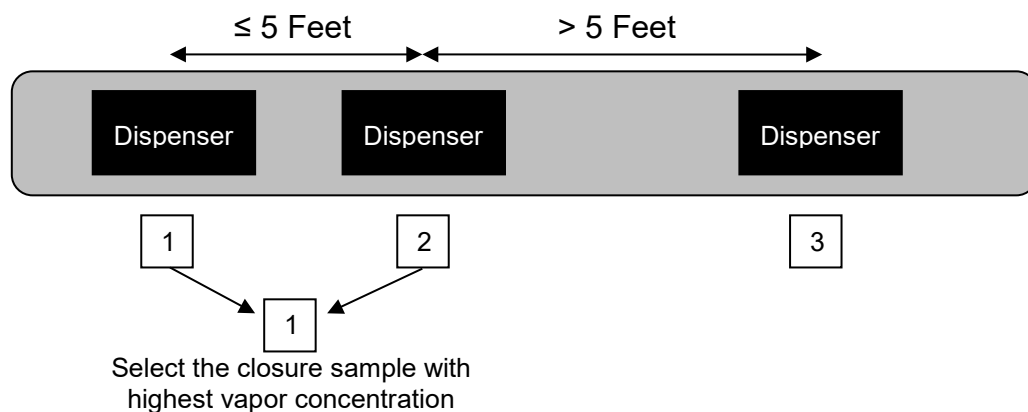 ≤ 5 Feet > 5 Feet
Dispenser Dispenser Dispenser
1 2 3
1
Select the closure sample with
highest vapor concentration